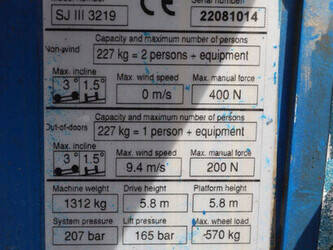 SJ III 3219
CE
Serial number
22081014
Capacity and maximum number of persons
Non-wind
227 kg = 2 persons + equipment
Max. incline
Max. wind speed
Max. manual force
3° 1.5°
0 m/s
400 N
Capacity and maximum number of persons
Out-of-doors
227 kg = 1 person + equipment
Max. incline
Max. wind speed
Max. manual force
3° 1.5°
9.4 m/s
200 N
Machine weight
Drive height
Platform height
1312 kg
5.8 m
5.8 m
System pressure
Lift pressure
Max. wheel load
207 bar
165 bar
570 kg